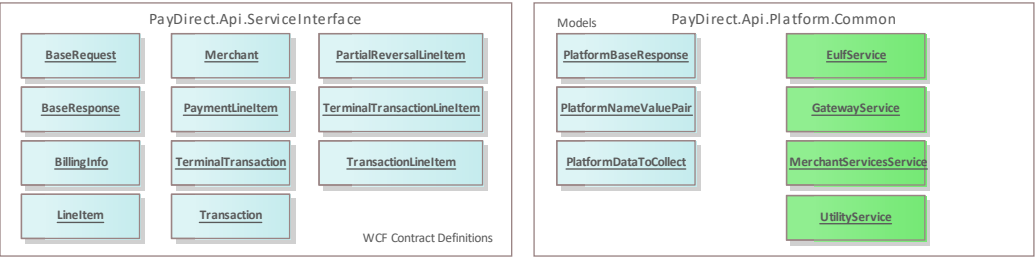 PayDirect.Api.ServiceInterface
BaseRequest
Merchant
PartialReversalLineItem
BaseResponse
PaymentLineItem
TerminalTransactionLineItem
BillingInfo
TerminalTransaction
TransactionLineItem
LineItem
Transaction
WCF Contract Definitions
PayDirect.Api.Platform.Common
Models
PlatformBaseResponse
EulfService
PlatformNameValuePair
GatewayService
PlatformDataToCollect
MerchantServicesService
UtilityService